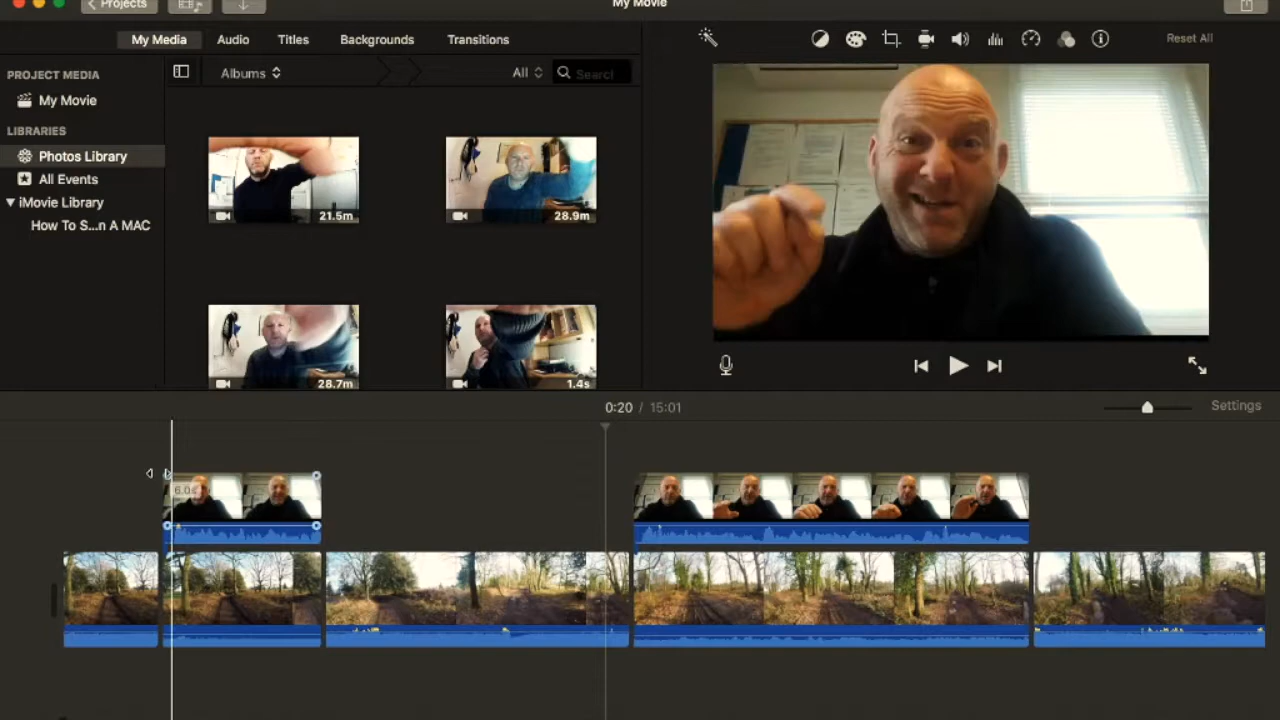 Projects
My Movie
My Media
Audio
Titles
Backgrounds
Transitions
Reset All
PROJECT MEDIA
My Movie
LIBRARIES
Photos Library
All Events
iMovie Library
How To S...n A MAC
Albums
All
Search
21.5m
28.9m
28.7m
1.4s
0:20 / 15:01
Settings